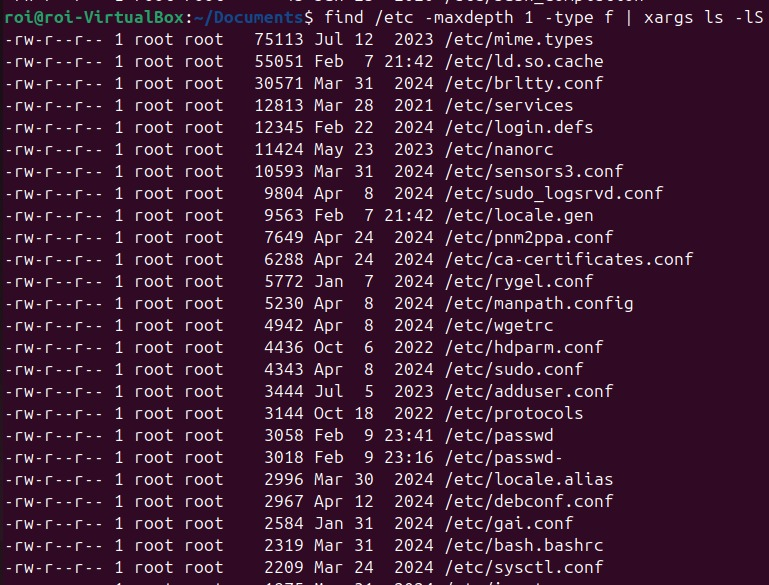 roi@roi-VirtualBox:~/Documents$ find /etc -maxdepth 1 -type f | xargs ls -lS
-rw-r--r-- 1 root root    75113 Jul 12  2023 /etc/mime.types
-rw-r--r-- 1 root root    55051 Feb  7 21:42 /etc/ld.so.cache
-rw-r--r-- 1 root root    30571 Mar 31  2024 /etc/brltty.conf
-rw-r--r-- 1 root root    12813 Mar 28  2021 /etc/services
-rw-r--r-- 1 root root    12345 Feb 22  2024 /etc/login.defs
-rw-r--r-- 1 root root    11424 May 23  2023 /etc/nanorc
-rw-r--r-- 1 root root    10593 Mar 31  2024 /etc/sensors3.conf
-rw-r--r-- 1 root root     9804 Apr  8  2024 /etc/sudo_logsrvd.conf
-rw-r--r-- 1 root root     9563 Feb  7 21:42 /etc/locale.gen
-rw-r--r-- 1 root root     7649 Apr 24  2024 /etc/pnm2ppa.conf
-rw-r--r-- 1 root root     6288 Apr 24  2024 /etc/ca-certificates.conf
-rw-r--r-- 1 root root     5772 Jan  7  2024 /etc/rygel.conf
-rw-r--r-- 1 root root     5230 Apr  8  2024 /etc/manpath.config
-rw-r--r-- 1 root root     4942 Apr  8  2024 /etc/wgetrc
-rw-r--r-- 1 root root     4436 Oct  6  2022 /etc/hdparm.conf
-rw-r--r-- 1 root root     4343 Apr  8  2024 /etc/sudo.conf
-rw-r--r-- 1 root root     3444 Jul  5  2023 /etc/adduser.conf
-rw-r--r-- 1 root root     3144 Oct 18  2022 /etc/protocols
-rw-r--r-- 1 root root     3058 Feb  9 23:41 /etc/passwd
-rw-r--r-- 1 root root     3018 Feb  9 23:16 /etc/passwd-
-rw-r--r-- 1 root root     2996 Mar 30  2024 /etc/locale.alias
-rw-r--r-- 1 root root     2967 Apr 12  2024 /etc/debconf.conf
-rw-r--r-- 1 root root     2584 Jan 31  2024 /etc/gai.conf
-rw-r--r-- 1 root root     2319 Mar 31  2024 /etc/bash.bashrc
-rw-r--r-- 1 root root     2209 Mar 24  2024 /etc/sysctl.conf